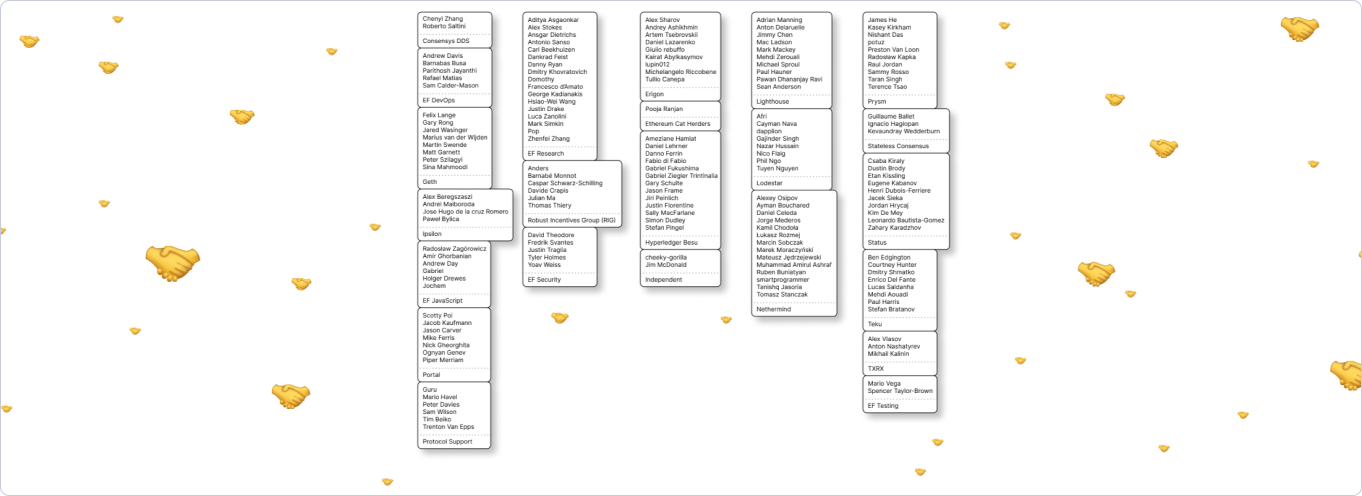 Chenyi Zhang
Roberto Saltini
Consensys DDS
Andrew Davis
Barnabas Busa
Parithosh Jayanthi
Rafael Matias
Sam Calder-Mason
EF DevOps
Felix Lange
Gary Rong
Jared Wasinger
Marius van der Wijden
Martin Swende
Matt Garnett
Peter Szilagyi
Sina Mahmoodi
Geth
Alex Beregszaszi
Andrei Maiboroda
Jose Hugo de la cruz Romero
Paweł Bylica
Ipsilon
Radosław Zagórowicz
Amir Ghorbanian
Andrew Day
Gabriel
Holger Drewes
Jochem
EF JavaScript
Scotty Poi
Jacob Kaufmann
Jason Carver
Mike Ferris
Nick Gheorghita
Ognyan Genev
Piper Merriam
Portal
Guru
Mario Havel
Peter Davies
Sam Wilson
Tim Beiko
Trenton Van Epps
Protocol Support
Aditya Asgaonkar
Alex Stokes
Ansgar Dietrichs
Antonio Sanso
Carl Beekhuizen
Dankrad Feist
Danny Ryan
Dmitry Khovratovich
Domothy
Francesco d'Amato
George Kadianakis
Hsiao-Wei Wang
Justin Drake
Luca Zanolini
Mark Simkin
Pop
Zhenfei Zhang
EF Research
Anders
Barnabé Monnot
Caspar Schwarz-Schilling
Davide Crapis
Julian Ma
Thomas Thiery
Robust Incentives Group (RIG)
David Theodore
Fredrik Svantes
Justin Traglia
Tyler Holmes
Yoav Weiss
EF Security
Alex Sharov
Andrey Ashikhmin
Artem Tsebrovskii
Daniel Lazarenko
Giulio rebuffo
Kairat Abylkasymov
lupin012
Michelangelo Riccobene
Tullio Canepa
Erigon
Pooja Ranjan
Ethereum Cat Herders
Ameziane Hamlat
Daniel Lehrner
Danno Ferrin
Fabio di Fabio
Gabriel Fukushima
Gabriel Ziegler Trintinalia
Gary Schulte
Jason Frame
Jiri Peinlich
Justin Florentine
Sally MacFarlane
Simon Dudley
Stefan Pingel
Hyperledger Besu
cheeky-gorilla
Jim McDonald
Independent
Adrian Manning
Anton Delaruelle
Jimmy Chen
Mac Ladson
Mark Mackey
Mehdi Zerouali
Michael Sproul
Paul Hauner
Pawan Dhananjay Ravi
Sean Anderson
Lighthouse
Afri
Cayman Nava
dapplion
Gajinder Singh
Nazar Hussain
Nico Flaig
Phil Ngo
Tuyen Nguyen
Lodestar
Alexey Osipov
Ayman Bouchared
Daniel Celeda
Jorge Mederos
Kamil Chodoła
Łukasz Rozmej
Marcin Sobczak
Marek Moraczyński
Mateusz Jędrzejewski
Muhammad Amirul Ashraf
Ruben Buniatyan
smartprogrammer
Tanishq Jasoria
Tomasz Stanczak
Nethermind
James He
Kasey Kirkham
Nishant Das
potuz
Preston Van Loon
Radosław Kapka
Raul Jordan
Sammy Rosso
Taran Singh
Terence Tsao
Prysm
Guillaume Ballet
Ignacio Hagiopan
Kevaundray Wedderburn
Stateless Consensus
Csaba Kiraly
Dustin Brody
Etan Kissling
Eugene Kabanov
Henri Dubois-Ferriere
Jacek Sieka
Jordan Hrycaj
Kim De Mey
Leonardo Bautista-Gomez
Zahary Karadzhov
Status
Ben Edgington
Courtney Hunter
Dmitry Shmatko
Enrico Del Fante
Lucas Saldanha
Mehdi Aouadi
Paul Harris
Stefan Bratanov
Teku
Alex Vlasov
Anton Nashatyrev
Mikhail Kalinin
TXRX
Mario Vega
Spencer Taylor-Brown
EF Testing